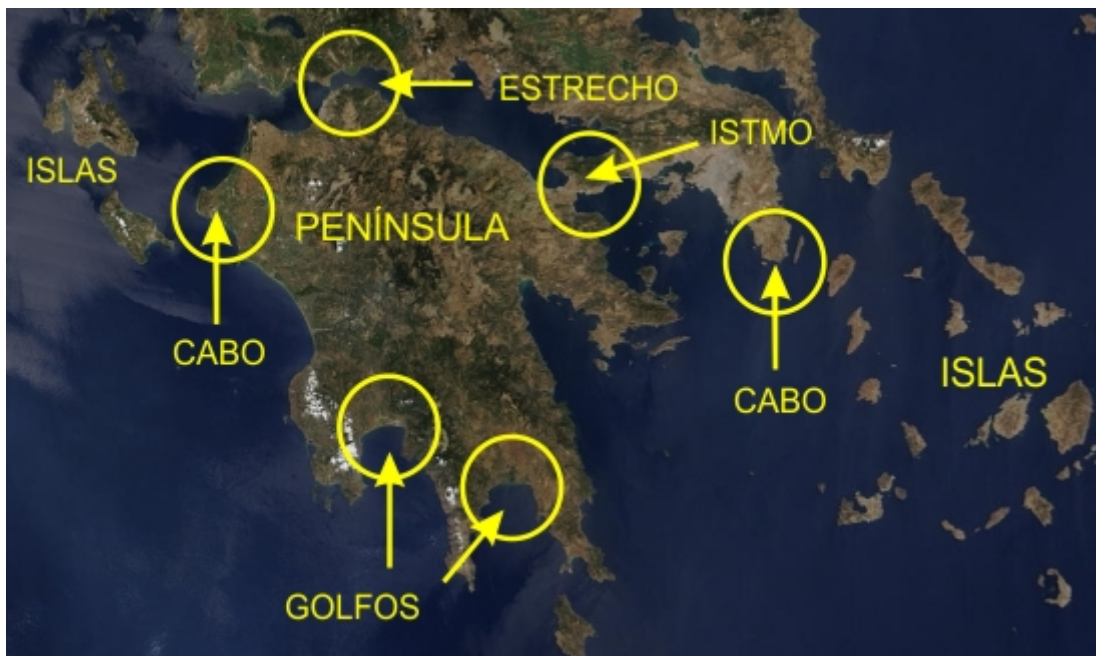 ESTRECHO
ISTMO
ISLAS
PENÍNSULA
CABO
ISLAS
CABO
GOLFOS